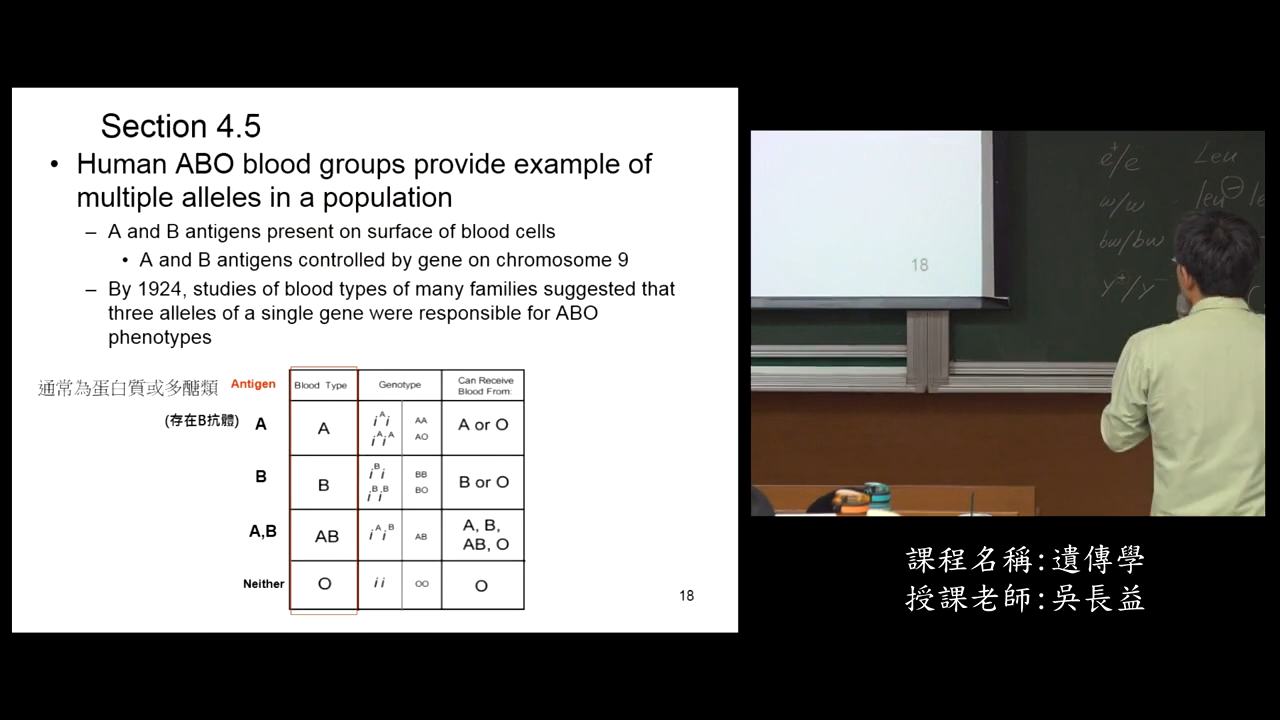 Section 4.5
• Human ABO blood groups provide example of
multiple alleles in a population
– A and B antigens present on surface of blood cells
• A and B antigens controlled by gene on chromosome 9
– By 1924, studies of blood types of many families suggested that
three alleles of a single gene were responsible for ABO
phenotypes
通常為蛋白質或多醣類 Antigen Blood Type Genotype Can Receive
Blood From:
(存在B抗體) A A i^A i AA A or O
i^A i^A AO
B B i^B i BB B or O
i^B i^B BO
A,B AB i^A i^B AB A, B,
AB, O
Neither O i i OO O
18
18
e+/e Leu
w/w leu⊖
bw/bw
Y+/Y-
課程名稱:遺傳學
授課老師:吳長益